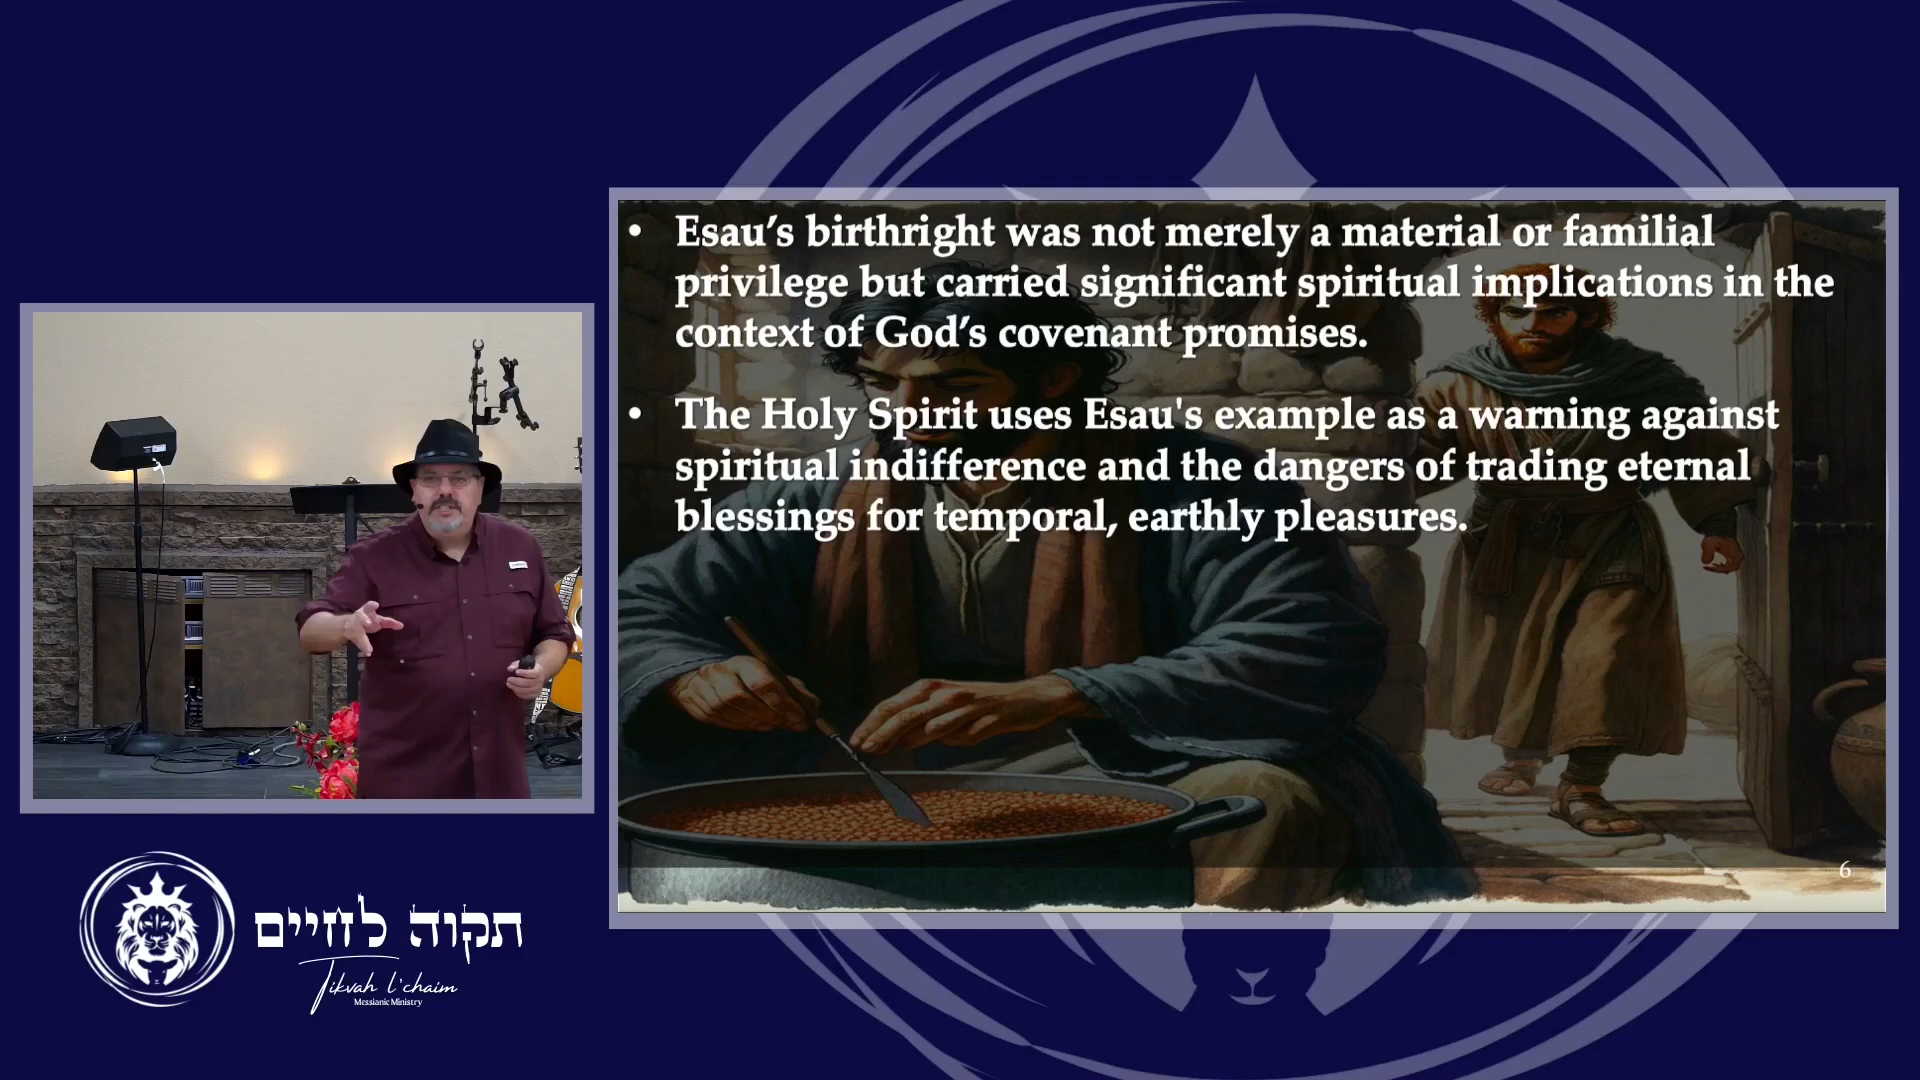 • Esau’s birthright was not merely a material or familial
privilege but carried significant spiritual implications in the
context of God’s covenant promises.
• The Holy Spirit uses Esau's example as a warning against
spiritual indifference and the dangers of trading eternal
blessings for temporal, earthly pleasures.
6
תקוה לחיים
Tikvah l'chaim
Messianic Ministry